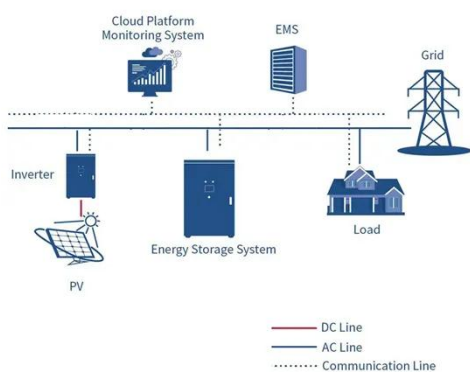 Cloud Platform
Monitoring System
EMS
Grid
Inverter
Energy Storage System
Load
PV
DC Line
AC Line
Communication Line